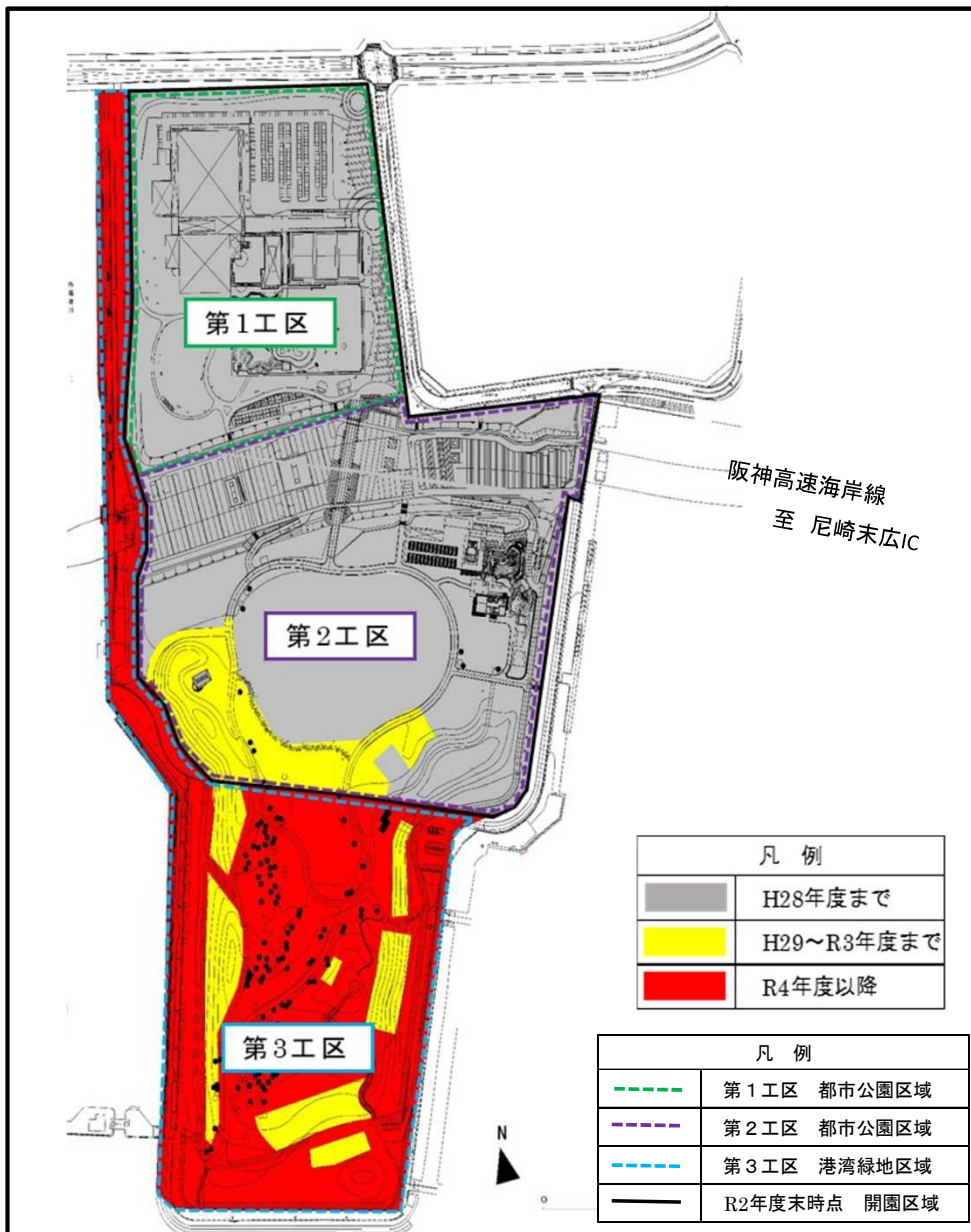 第1工区
阪神高速海岸線
至 尼崎末広IC
第2工区
凡 例
H28年度まで
H29～R3年度まで
R4年度以降
第3工区
凡 例
第1工区 都市公園区域
第2工区 都市公園区域
第3工区 港湾緑地区域
R2年度末時点 開園区域
N
0